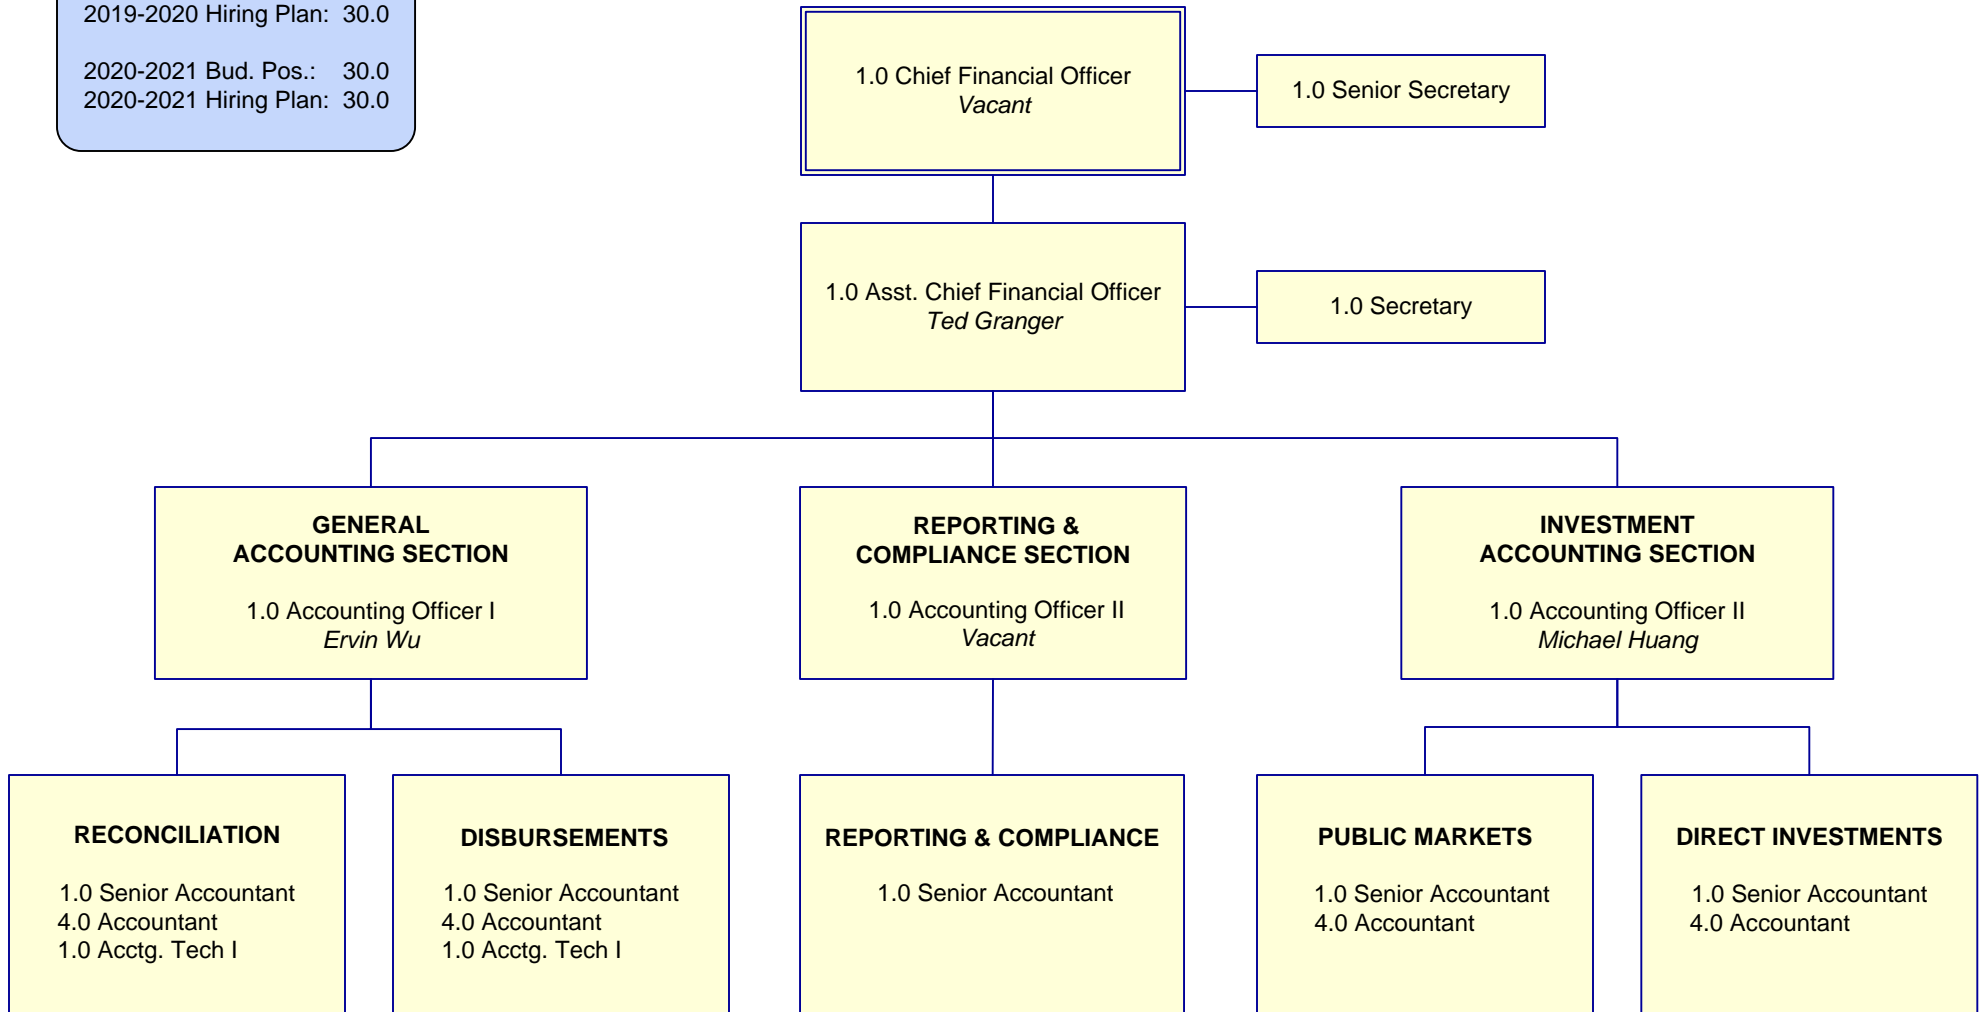 2019-2020 Hiring Plan: 30.0
2020-2021 Bud. Pos.: 30.0
2020-2021 Hiring Plan: 30.0
1.0 Chief Financial Officer
Vacant
1.0 Senior Secretary
1.0 Asst. Chief Financial Officer
Ted Granger
1.0 Secretary
GENERAL
ACCOUNTING SECTION
1.0 Accounting Officer I
Ervin Wu
REPORTING &
COMPLIANCE SECTION
1.0 Accounting Officer II
Vacant
INVESTMENT
ACCOUNTING SECTION
1.0 Accounting Officer II
Michael Huang
RECONCILIATION
1.0 Senior Accountant
4.0 Accountant
1.0 Acctg. Tech I
DISBURSEMENTS
1.0 Senior Accountant
4.0 Accountant
1.0 Acctg. Tech I
REPORTING & COMPLIANCE
1.0 Senior Accountant
PUBLIC MARKETS
1.0 Senior Accountant
4.0 Accountant
DIRECT INVESTMENTS
1.0 Senior Accountant
4.0 Accountant